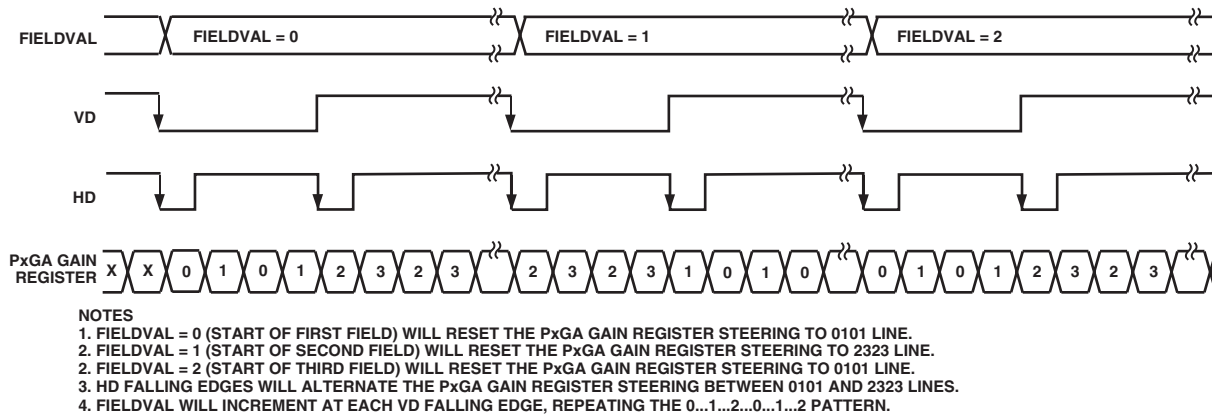 FIELDVAL
FIELDVAL = 0
FIELDVAL = 1
FIELDVAL = 2
VD
HD
PxGA GAIN
REGISTER
X X 0 1 0 1 2 3 2 3 2 3 2 3 1 0 1 0 0 1 0 1 2 3 2 3
NOTES
1. FIELDVAL = 0 (START OF FIRST FIELD) WILL RESET THE PxGA GAIN REGISTER STEERING TO 0101 LINE.
2. FIELDVAL = 1 (START OF SECOND FIELD) WILL RESET THE PxGA GAIN REGISTER STEERING TO 2323 LINE.
2. FIELDVAL = 2 (START OF THIRD FIELD) WILL RESET THE PxGA GAIN REGISTER STEERING TO 0101 LINE.
3. HD FALLING EDGES WILL ALTERNATE THE PxGA GAIN REGISTER STEERING BETWEEN 0101 AND 2323 LINES.
4. FIELDVAL WILL INCREMENT AT EACH VD FALLING EDGE, REPEATING THE 0...1...2...0...1...2 PATTERN.